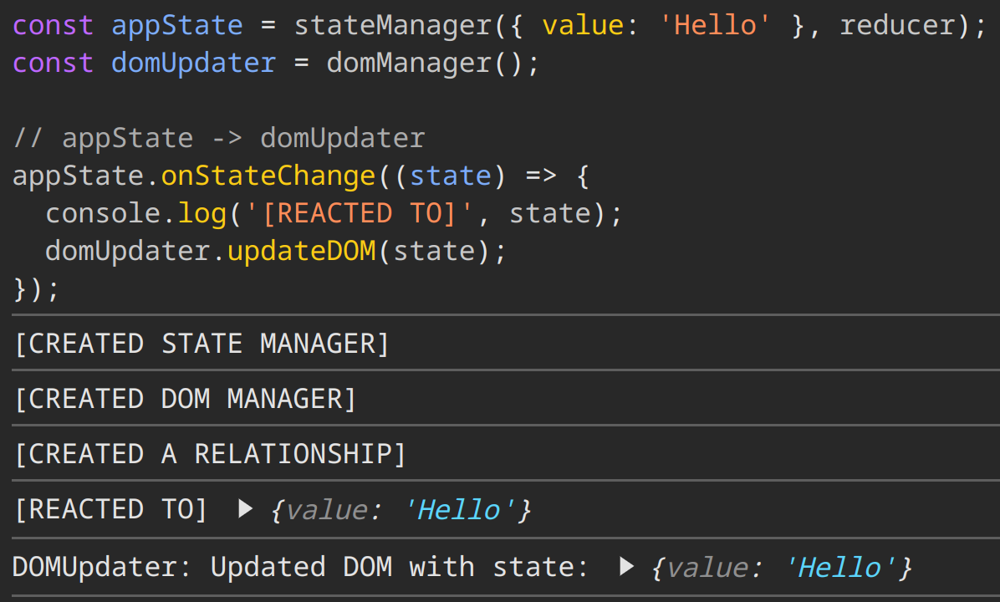 const appState = stateManager({ value: 'Hello' }, reducer);
const domUpdater = domManager();

// appState -> domUpdater
appState.onStateChange((state) => {
  console.log('[REACTED TO]', state);
  domUpdater.updateDOM(state);
});
[CREATED STATE MANAGER]
[CREATED DOM MANAGER]
[CREATED A RELATIONSHIP]
[REACTED TO] ▶ {value: 'Hello'}
DOMUpdater: Updated DOM with state: ▶ {value: 'Hello'}